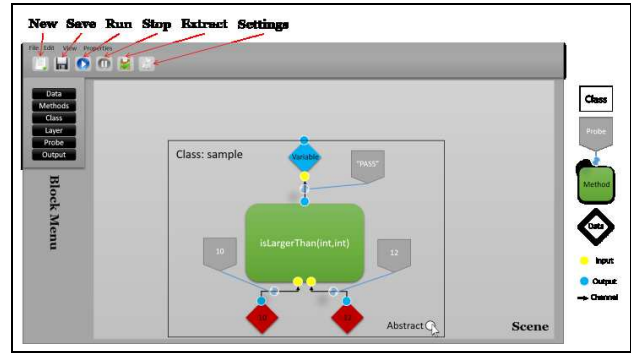 New Save Run Stop Extract Settings
File Edit View Properties
Data
Methods
Class
Layer
Probe
Output
Block Menu
Class: sample
Variable
"PASS"
isLargerThan(int,int)
10
12
10
Abstract
Scene
Class
Probe
Method
Data
Input
Output
Channel